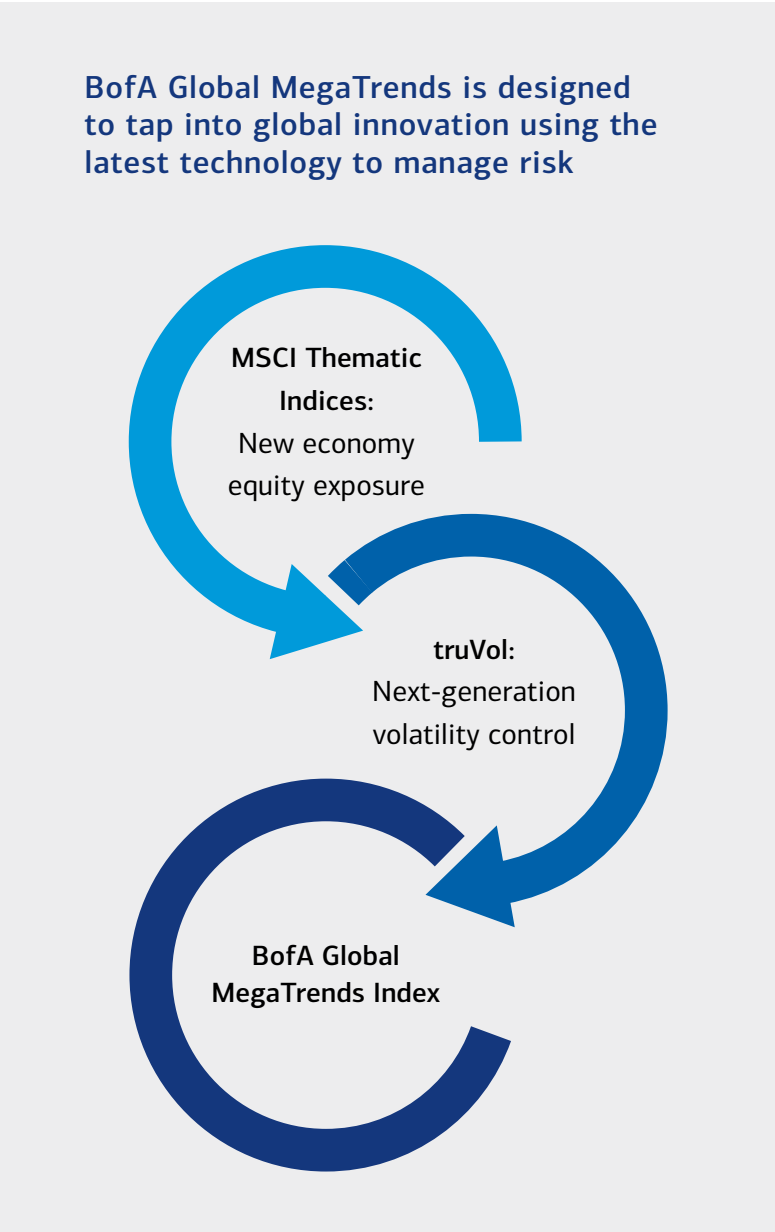 BofA Global MegaTrends is designed
to tap into global innovation using the
latest technology to manage risk
MSCI Thematic
Indices:
New economy
equity exposure
truVol:
Next-generation
volatility control
BofA Global
MegaTrends Index